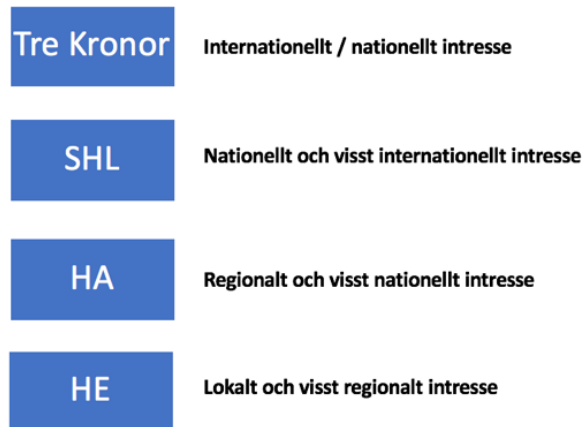 Tre Kronor Internationellt / nationellt intresse
SHL Nationellt och visst internationellt intresse
HA Regionalt och visst nationellt intresse
HE Lokalt och visst regionalt intresse